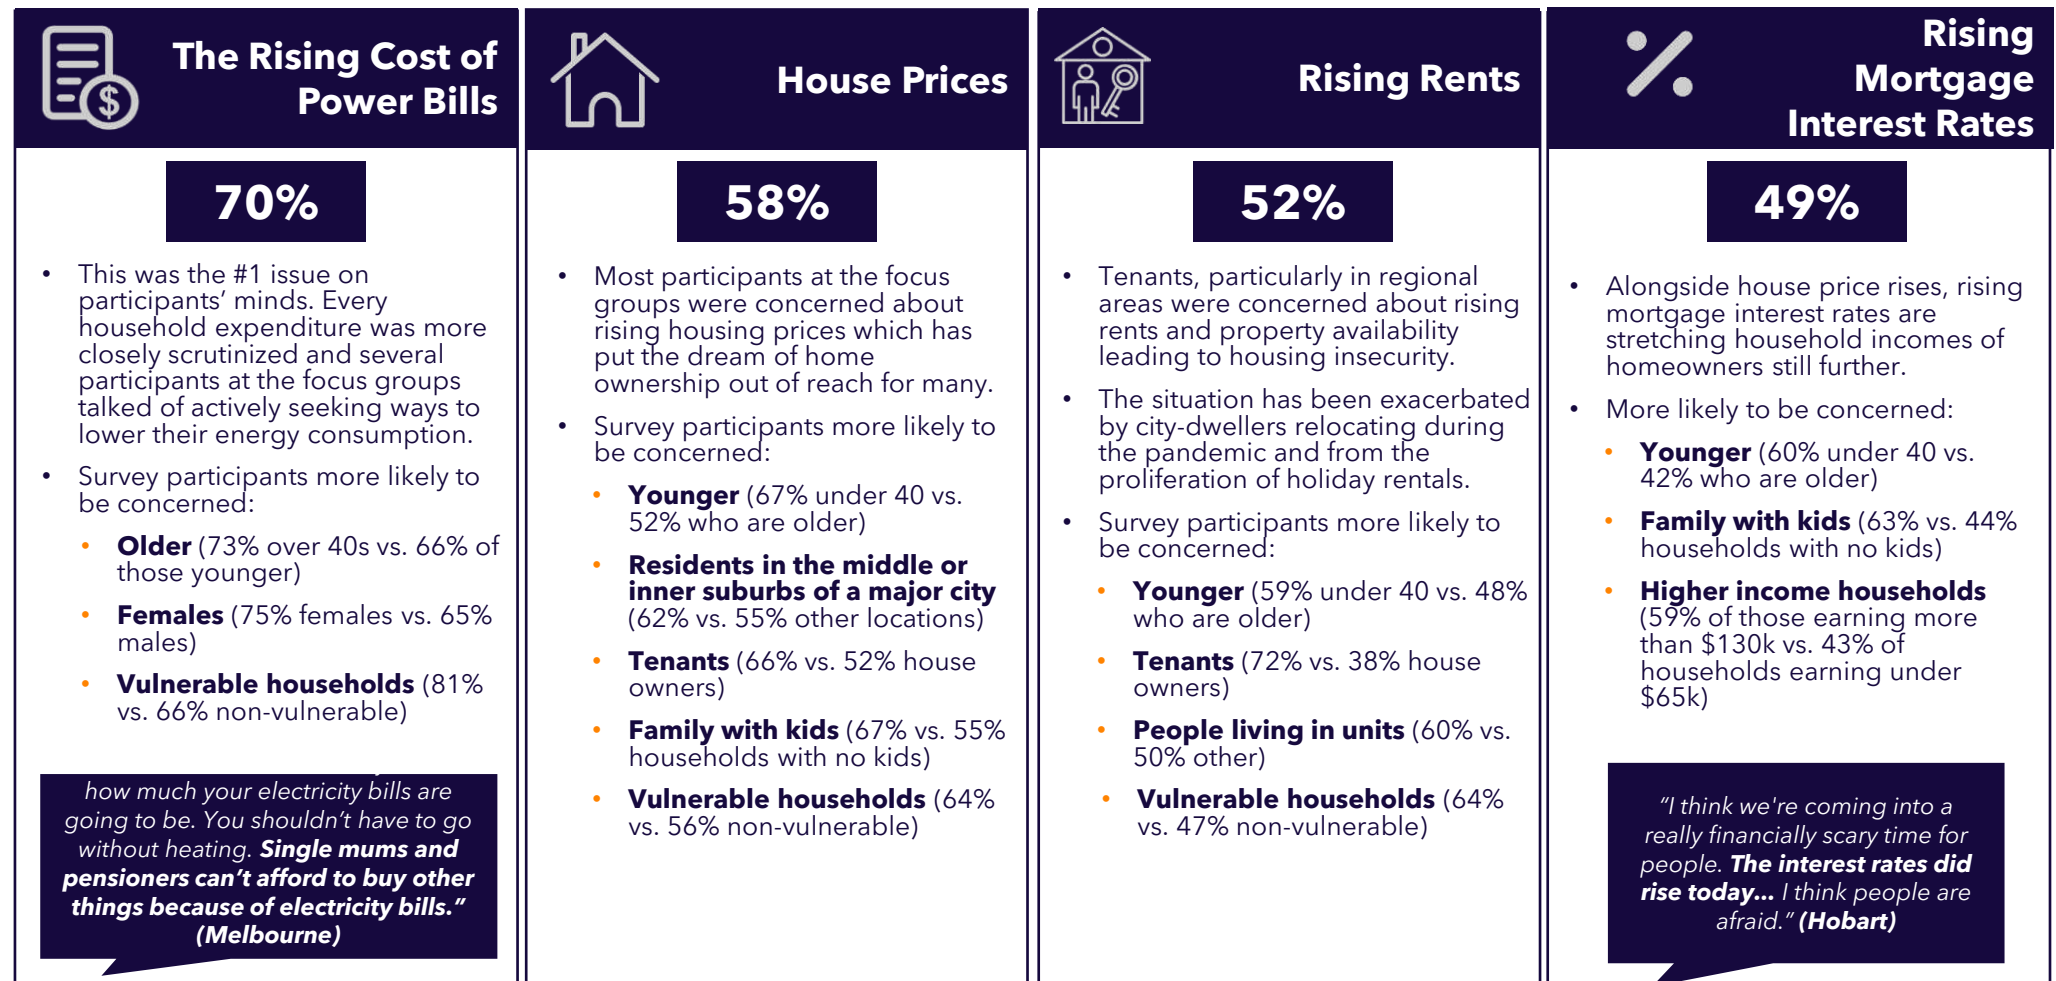 The Rising Cost of
Power Bills
70%
• This was the #1 issue on
participants’ minds. Every
household expenditure was more
closely scrutinized and several
participants at the focus groups
talked of actively seeking ways to
lower their energy consumption.
• Survey participants more likely to
be concerned:
• Older (73% over 40s vs. 66% of
those younger)
• Females (75% females vs. 65%
males)
• Vulnerable households (81%
vs. 66% non-vulnerable)
how much your electricity bills are
going to be. You shouldn’t have to go
without heating. Single mums and
pensioners can’t afford to buy other
things because of electricity bills.”
(Melbourne)
House Prices
58%
• Most participants at the focus
groups were concerned about
rising housing prices which has
put the dream of home
ownership out of reach for many.
• Survey participants more likely to
be concerned:
• Younger (67% under 40 vs.
52% who are older)
• Residents in the middle or
inner suburbs of a major city
(62% vs. 55% other locations)
• Tenants (66% vs. 52% house
owners)
• Family with kids (67% vs. 55%
households with no kids)
• Vulnerable households (64%
vs. 56% non-vulnerable)
Rising Rents
52%
• Tenants, particularly in regional
areas were concerned about rising
rents and property availability
leading to housing insecurity.
• The situation has been exacerbated
by city-dwellers relocating during
the pandemic and from the
proliferation of holiday rentals.
• Survey participants more likely to
be concerned:
• Younger (59% under 40 vs. 48%
who are older)
• Tenants (72% vs. 38% house
owners)
• People living in units (60% vs.
50% other)
• Vulnerable households (64%
vs. 47% non-vulnerable)
Rising
Mortgage
Interest Rates
49%
• Alongside house price rises, rising
mortgage interest rates are
stretching household incomes of
homeowners still further.
• More likely to be concerned:
• Younger (60% under 40 vs.
42% who are older)
• Family with kids (63% vs. 44%
households with no kids)
• Higher income households
(59% of those earning more
than $130k vs. 43% of
households earning under
$65k)
“I think we're coming into a
really financially scary time for
people. The interest rates did
rise today... I think people are
afraid.” (Hobart)